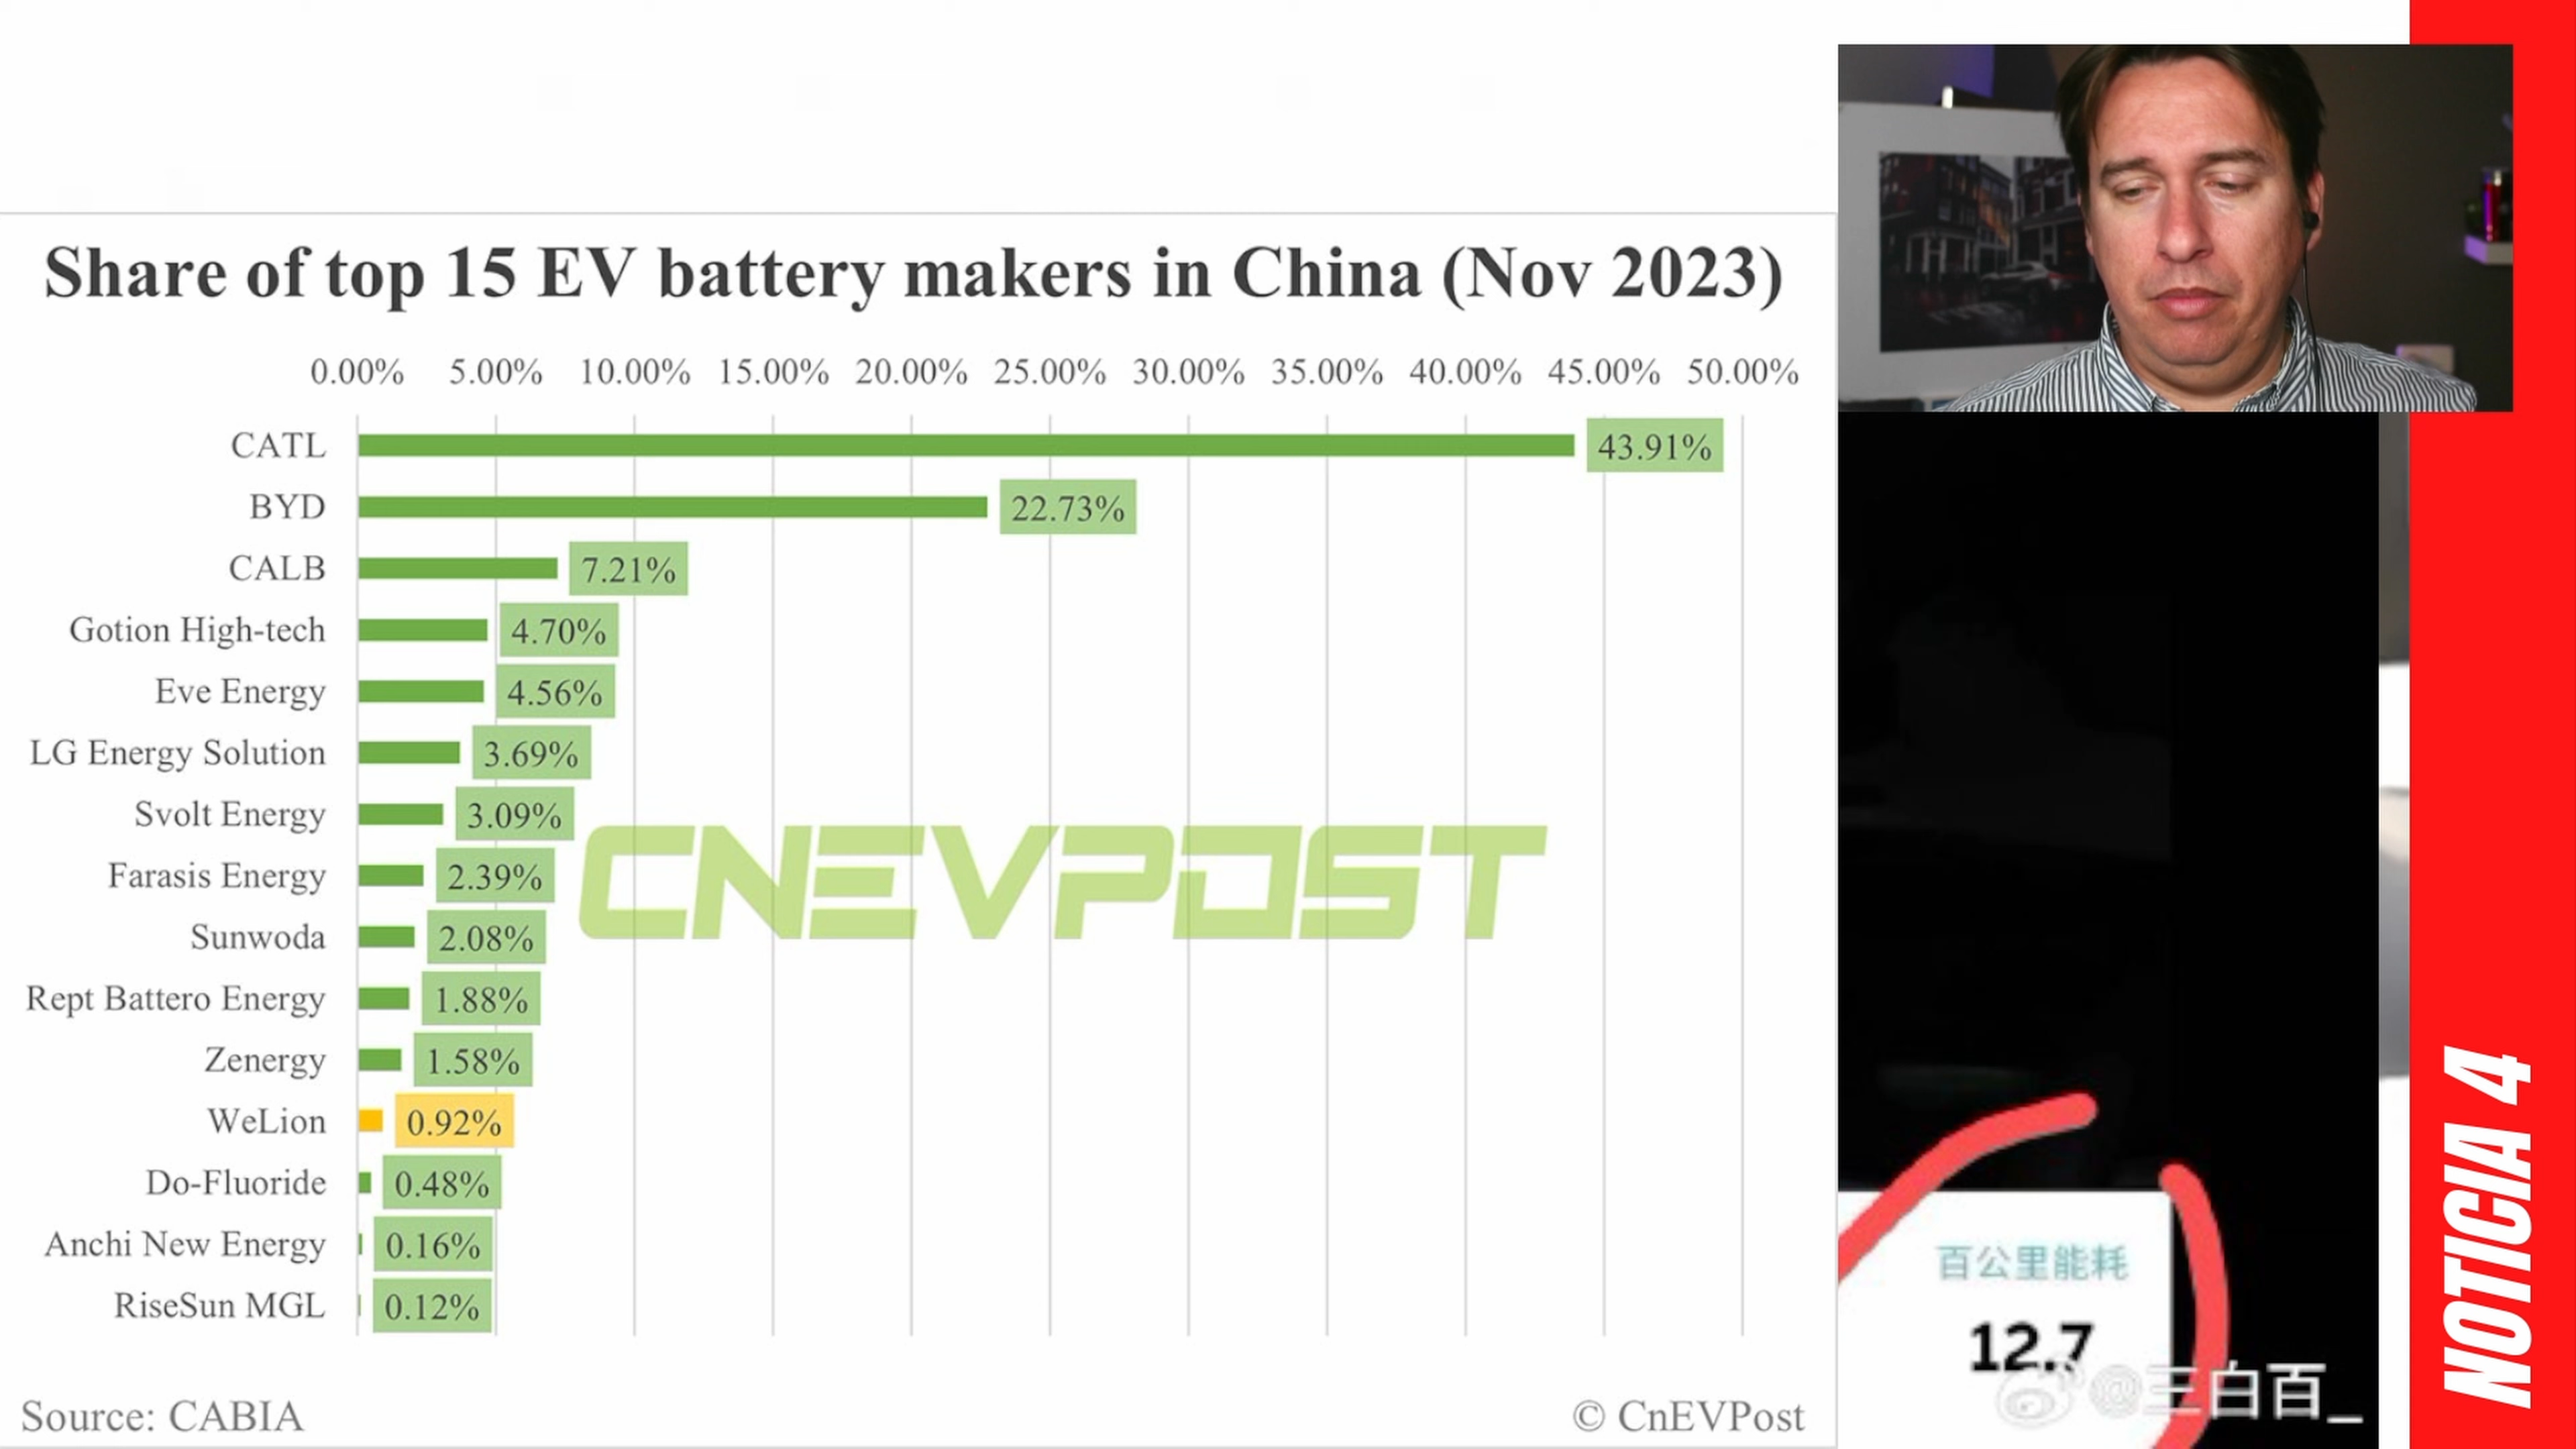 Share of top 15 EV battery makers in China (Nov 2023)
0.00% 5.00% 10.00% 15.00% 20.00% 25.00% 30.00% 35.00% 40.00% 45.00% 50.00%
CATL 43.91%
BYD 22.73%
CALB 7.21%
Gotion High-tech 4.70%
Eve Energy 4.56%
LG Energy Solution 3.69%
Svolt Energy 3.09%
Farasis Energy 2.39%
Sunwoda 2.08%
Rept Battero Energy 1.88%
Zenergy 1.58%
WeLion 0.92%
Do-Fluoride 0.48%
Anchi New Energy 0.16%
RiseSun MGL 0.12%
CNEVPOST
Source: CABIA
© CnEVPost
百公里能耗
12.7
@三白百_
NOTICIA 4